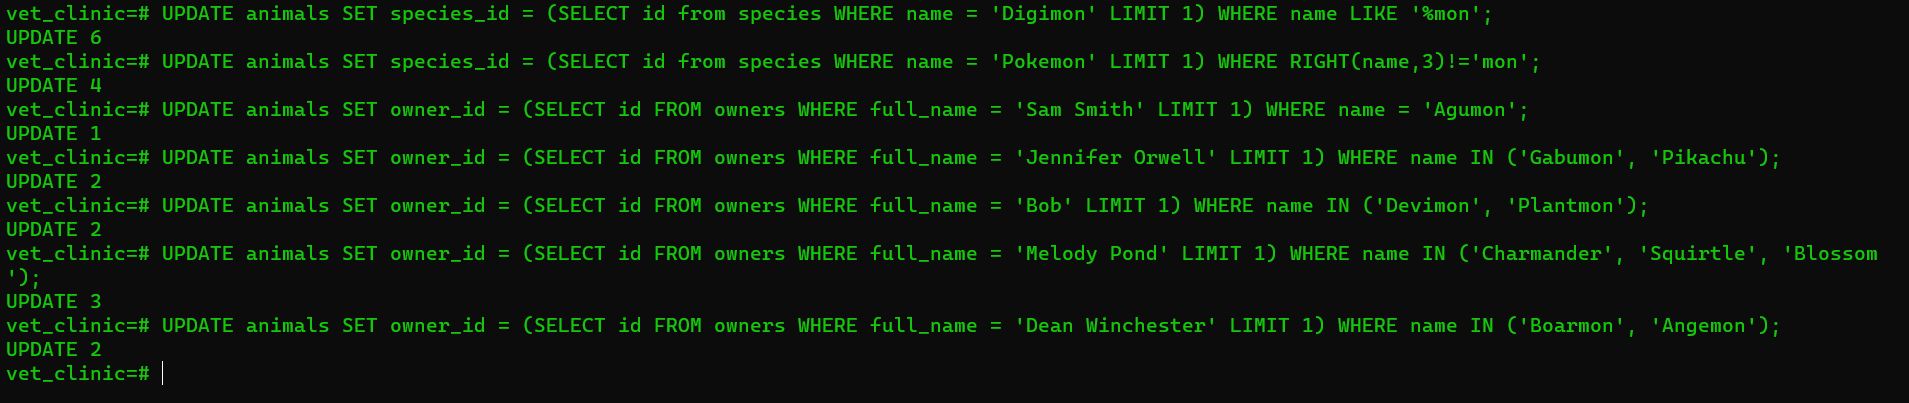 vet_clinic=# UPDATE animals SET species_id = (SELECT id from species WHERE name = 'Digimon' LIMIT 1) WHERE name LIKE '%mon';
UPDATE 6
vet_clinic=# UPDATE animals SET species_id = (SELECT id from species WHERE name = 'Pokemon' LIMIT 1) WHERE RIGHT(name,3)!='mon';
UPDATE 4
vet_clinic=# UPDATE animals SET owner_id = (SELECT id FROM owners WHERE full_name = 'Sam Smith' LIMIT 1) WHERE name = 'Agumon';
UPDATE 1
vet_clinic=# UPDATE animals SET owner_id = (SELECT id FROM owners WHERE full_name = 'Jennifer Orwell' LIMIT 1) WHERE name IN ('Gabumon', 'Pikachu');
UPDATE 2
vet_clinic=# UPDATE animals SET owner_id = (SELECT id FROM owners WHERE full_name = 'Bob' LIMIT 1) WHERE name IN ('Devimon', 'Plantmon');
UPDATE 2
vet_clinic=# UPDATE animals SET owner_id = (SELECT id FROM owners WHERE full_name = 'Melody Pond' LIMIT 1) WHERE name IN ('Charmander', 'Squirtle', 'Blossom
');
UPDATE 3
vet_clinic=# UPDATE animals SET owner_id = (SELECT id FROM owners WHERE full_name = 'Dean Winchester' LIMIT 1) WHERE name IN ('Boarmon', 'Angemon');
UPDATE 2
vet_clinic=#